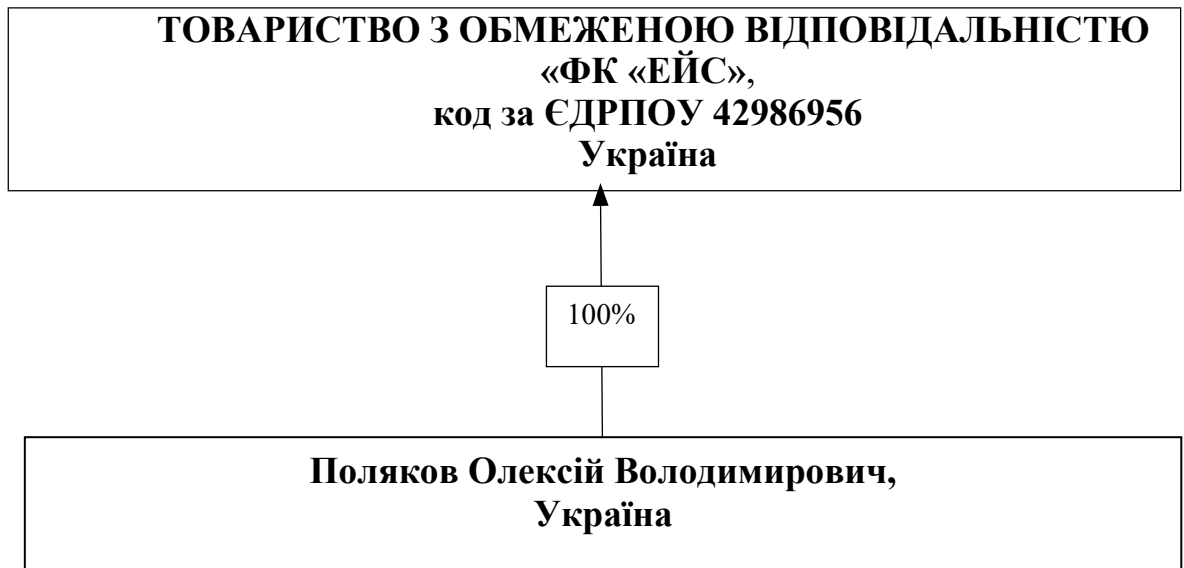 ТОВАРИСТВО З ОБМЕЖЕНОЮ ВІДПОВІДАЛЬНІСТЮ
«ФК «ЕЙС»,
код за ЄДРПОУ 42986956
Україна
100%
Поляков Олексій Володимирович,
Україна